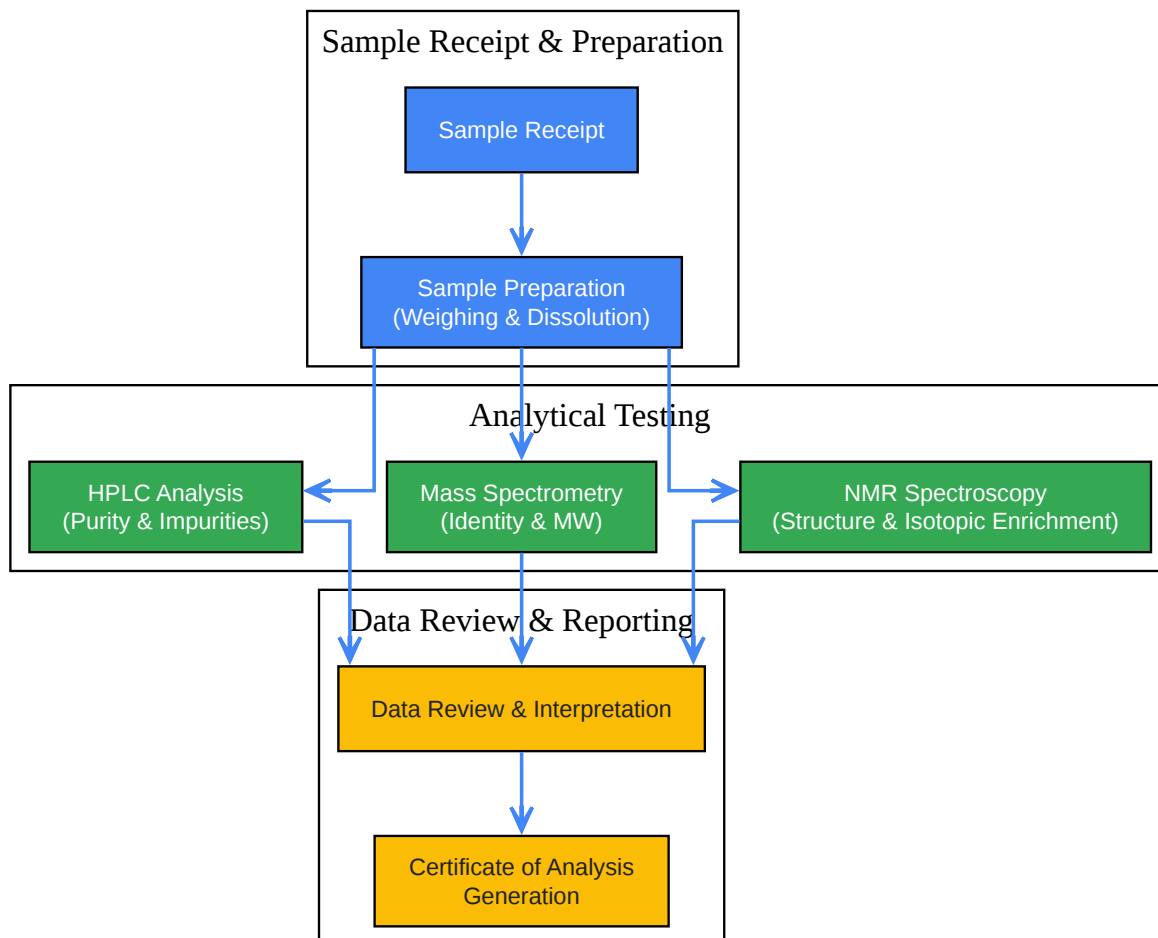 Sample Receipt & Preparation
Sample Receipt
Sample Preparation
(Weighing & Dissolution)
Analytical Testing
HPLC Analysis
(Purity & Impurities)
Mass Spectrometry
(Identity & MW)
NMR Spectroscopy
(Structure & Isotopic Enrichment)
Data Review & Reporting
Data Review & Interpretation
Certificate of Analysis
Generation